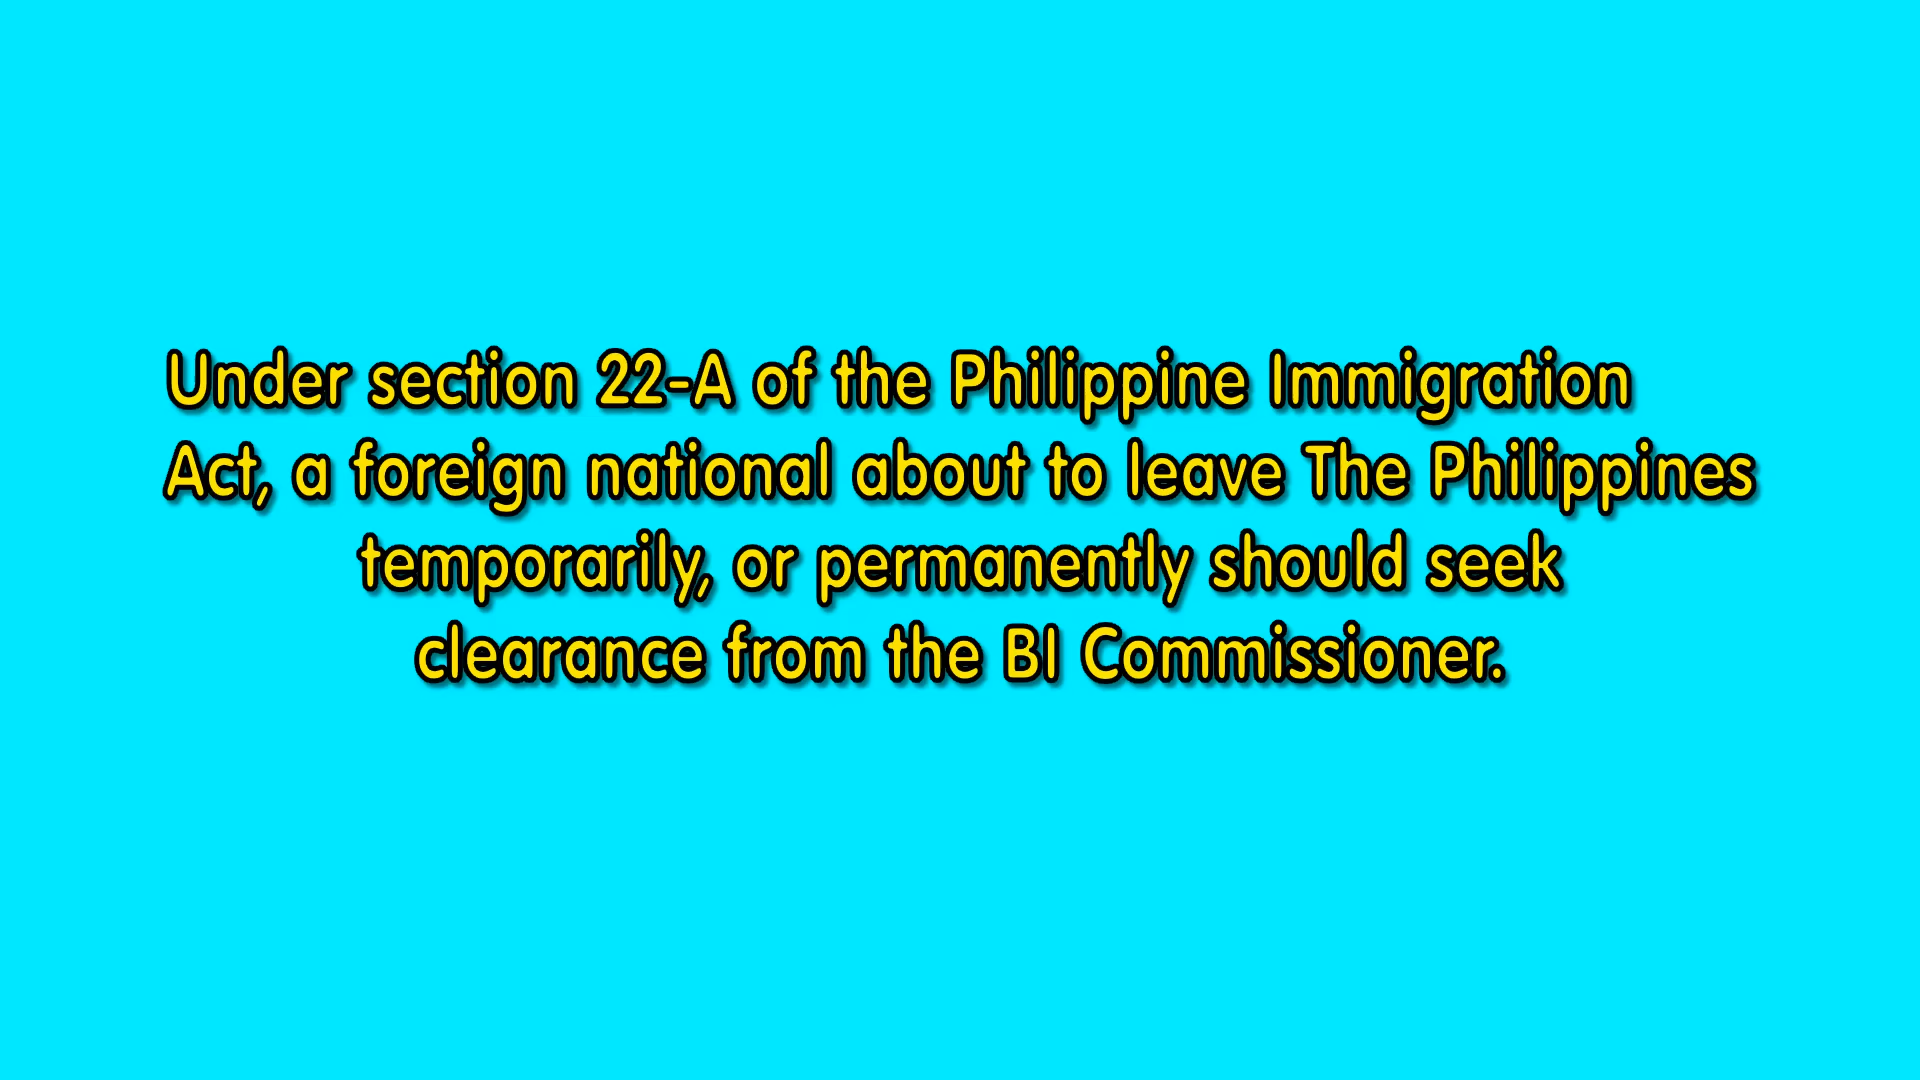 Under section 22-A of the Philippine Immigration
Act, a foreign national about to leave The Philippines
temporarily, or permanently should seek
clearance from the BI Commissioner.